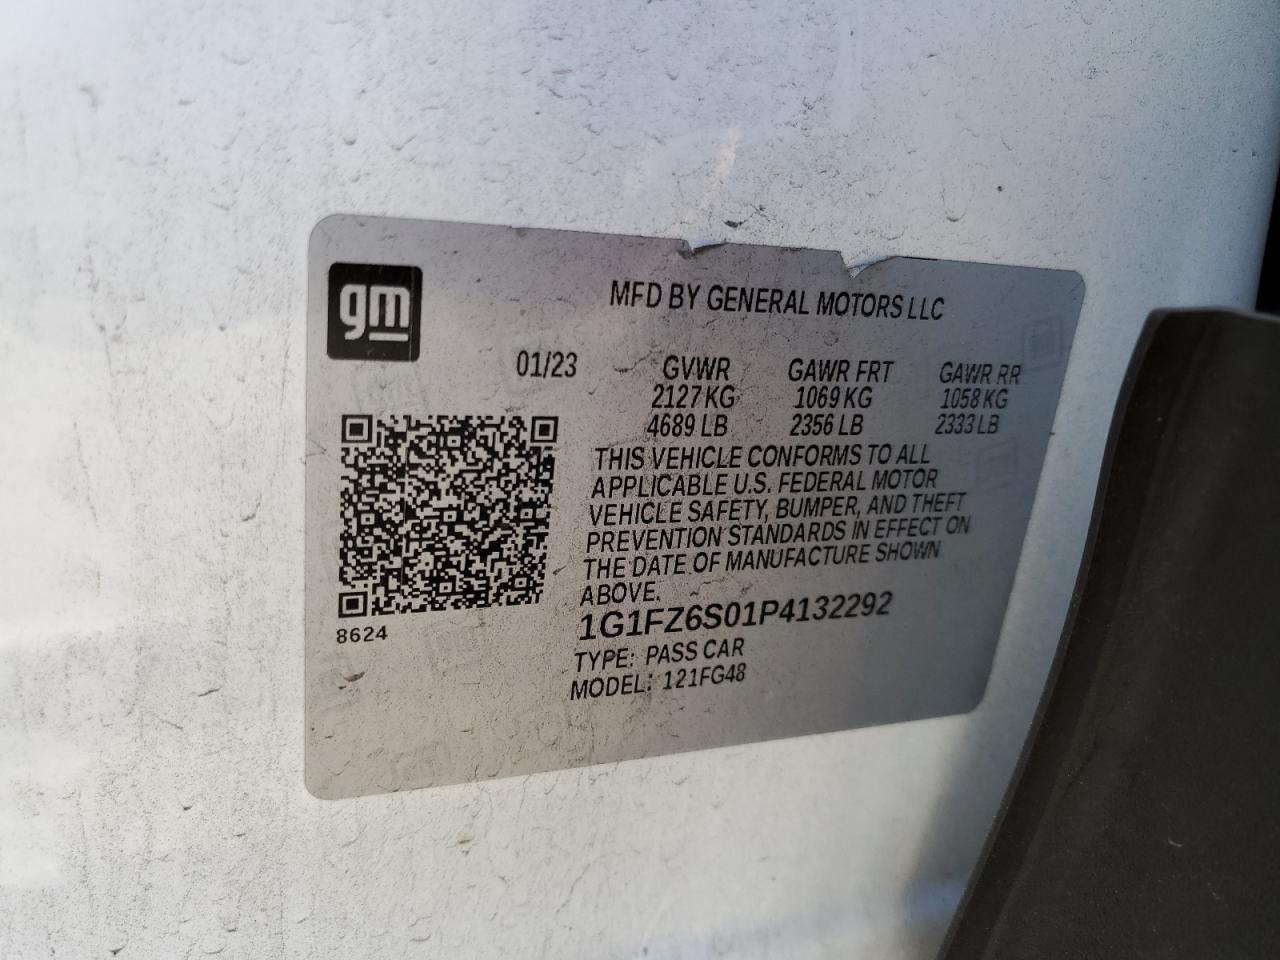 gm
MFD BY GENERAL MOTORS LLC
01/23 GVWR GAWR FRT GAWR RR
2127 KG 1069 KG 1058 KG
4689 LB 2356 LB 2333 LB
THIS VEHICLE CONFORMS TO ALL
APPLICABLE U.S. FEDERAL MOTOR
VEHICLE SAFETY, BUMPER, AND THEFT
PREVENTION STANDARDS IN EFFECT ON
THE DATE OF MANUFACTURE SHOWN
ABOVE.
8624
1G1FZ6S01P4132292
TYPE: PASS CAR
MODEL: 121FG48